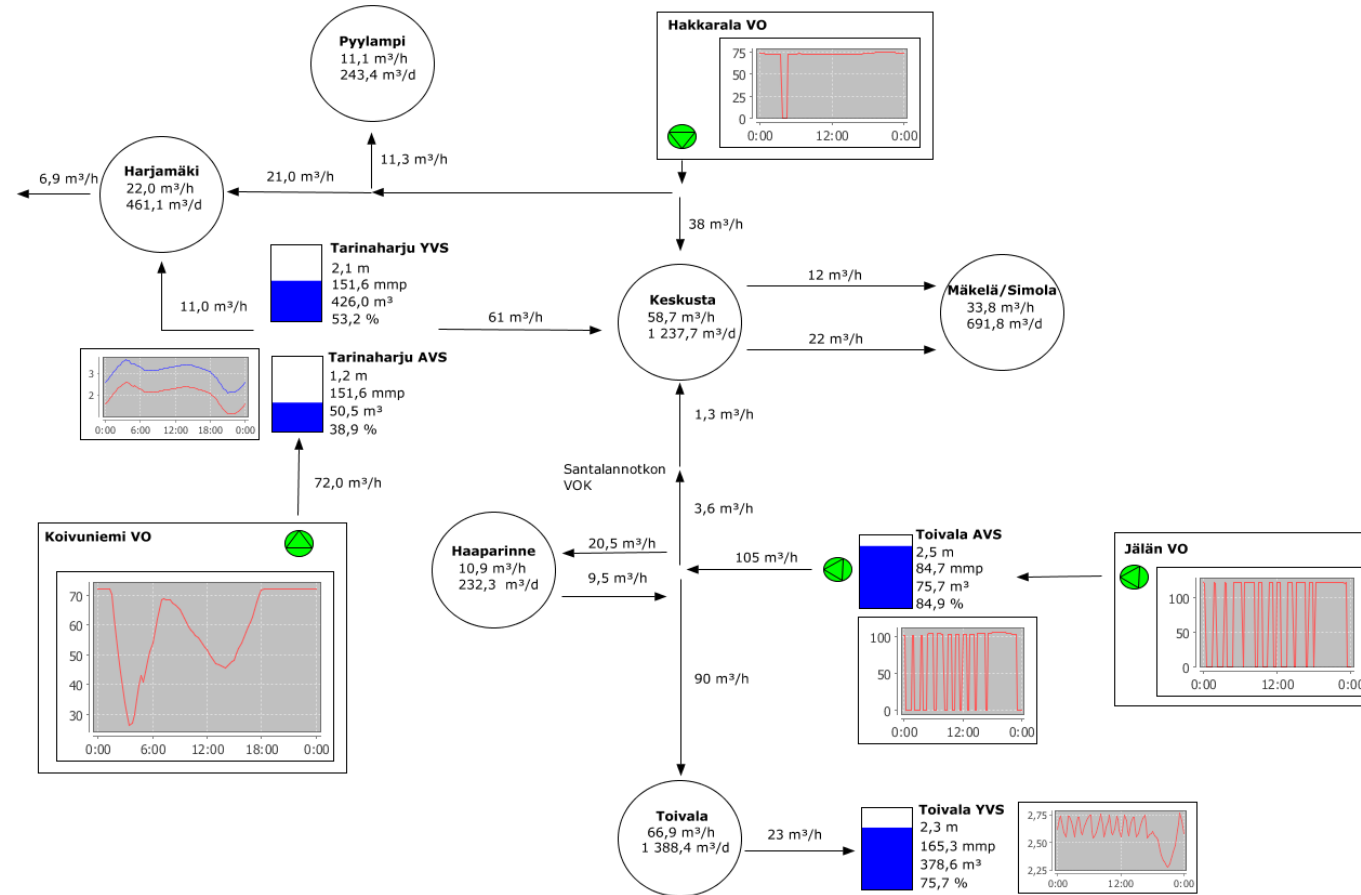 Pyylampi
11,1 m³/h
243,4 m³/d
Hakkarala VO
75
50
25
0
0:00 12:00 0:00
11,3 m³/h
Harjamäki
22,0 m³/h
461,1 m³/d
6,9 m³/h
21,0 m³/h
38 m³/h
Tarinaharju YVS
2,1 m
151,6 mmp
426,0 m³
53,2 %
11,0 m³/h
61 m³/h
Keskusta
58,7 m³/h
1 237,7 m³/d
12 m³/h
22 m³/h
Mäkelä/Simola
33,8 m³/h
691,8 m³/d
Tarinaharju AVS
1,2 m
151,6 mmp
50,5 m³
38,9 %
3
2
0:00 6:00 12:00 18:00 0:00
1,3 m³/h
72,0 m³/h
Santalannotkon
VOK
3,6 m³/h
Koivuniemi VO
70
60
50
40
30
0:00 6:00 12:00 18:00 0:00
Haaparinne
10,9 m³/h
232,3 m³/d
20,5 m³/h
9,5 m³/h
105 m³/h
Toivala AVS
2,5 m
84,7 mmp
75,7 m³
84,9 %
100
50
0
0:00 12:00 0:00
Jälän VO
100
50
0
0:00 12:00 0:00
90 m³/h
Toivala
66,9 m³/h
1 388,4 m³/d
23 m³/h
Toivala YVS
2,3 m
165,3 mmp
378,6 m³
75,7 %
2,75
2,50
2,25
0:00 12:00 0:00